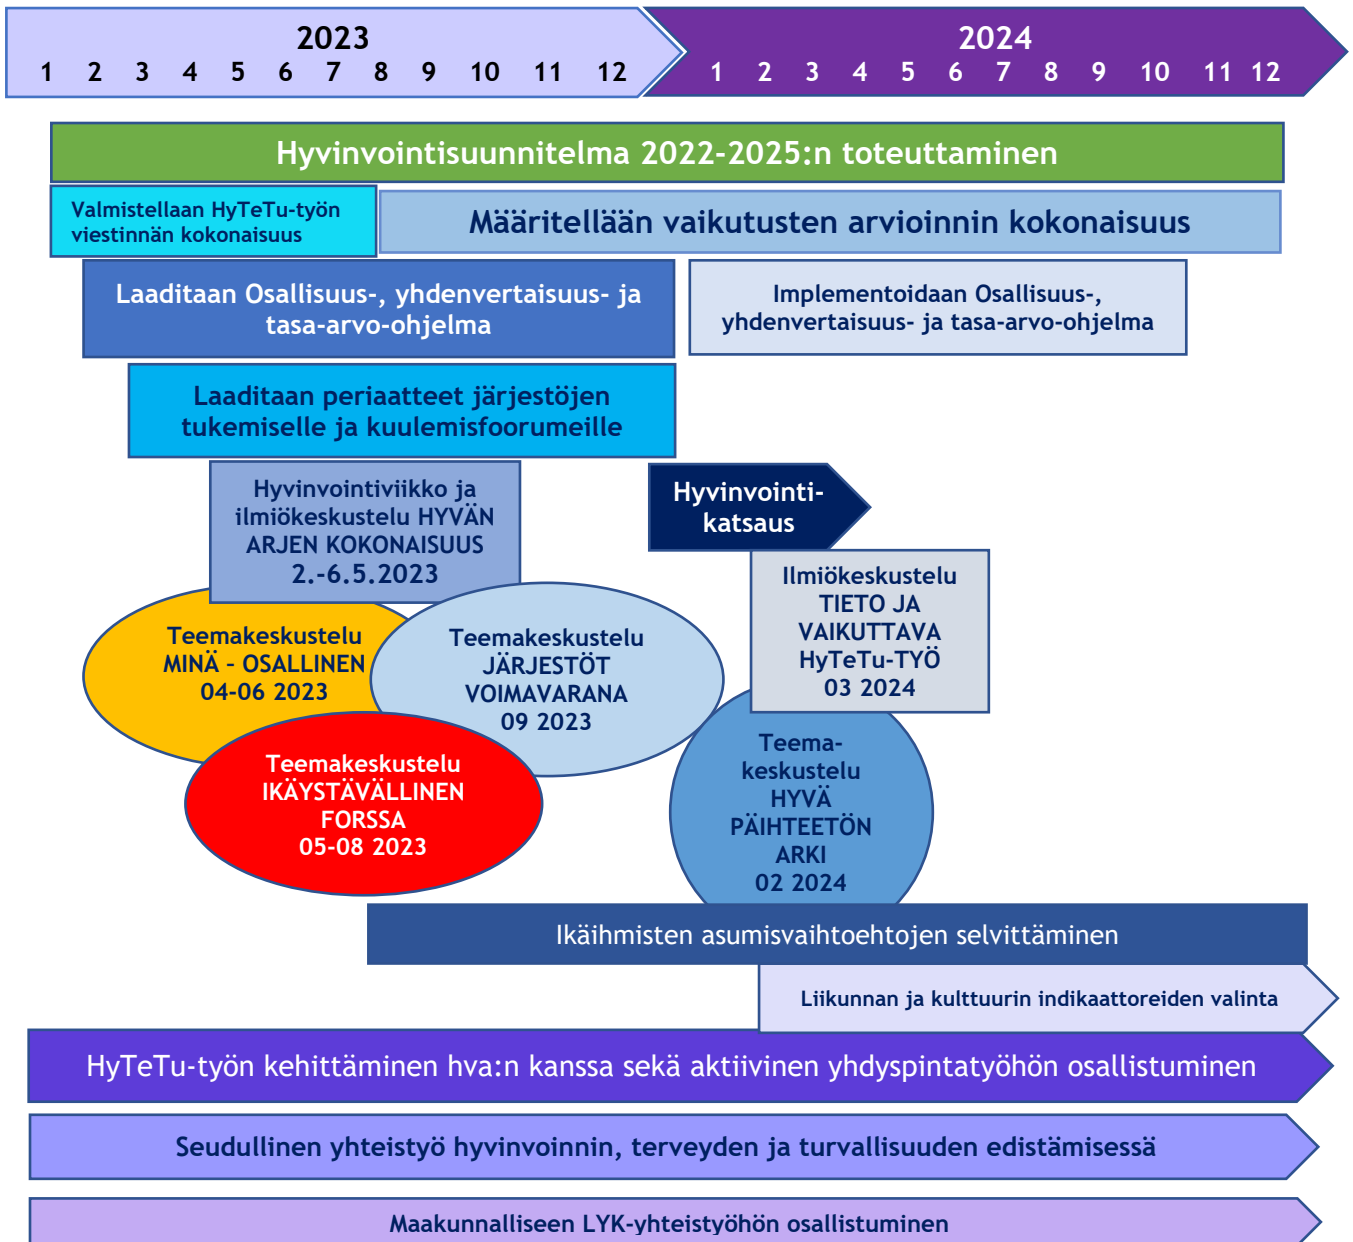 2023
1 2 3 4 5 6 7 8 9 10 11 12
2024
1 2 3 4 5 6 7 8 9 10 11 12
Hyvinvointisuunnitelma 2022-2025:n toteuttaminen
Valmistellaan HyTeTu-työn
viestinnän kokonaisuus
Määritellään vaikutusten arvioinnin kokonaisuus
Laaditaan Osallisuus-, yhdenvertaisuus- ja
tasa-arvo-ohjelma
Implementoidaan Osallisuus-,
yhdenvertaisuus- ja tasa-arvo-ohjelma
Laaditaan periaatteet järjestöjen
tukemiselle ja kuulemisfoorumeille
Hyvinvointiviikko ja
ilmiökeskustelu HYVÄN
ARJEN KOKONAISUUS
2.-6.5.2023
Hyvinvointi-
katsaus
Ilmiökeskustelu
TIETO JA
VAIKUTTAVA
HyTeTu-TYÖ
03 2024
Teemakeskustelu
MINÄ - OSALLINEN
04-06 2023
Teemakeskustelu
JÄRJESTÖT
VOIMAVARANA
09 2023
Teemakeskustelu
IKÄYSTÄVÄLLINEN
FORSSA
05-08 2023
Teema-
keskustelu
HYVÄ
PÄIHTEETÖN
ARKI
02 2024
Ikäihmisten asumisvaihtoehtojen selvittäminen
Liikunnan ja kulttuurin indikaattoreiden valinta
HyTeTu-työn kehittäminen hva:n kanssa sekä aktiivinen yhdyspintatyöhön osallistuminen
Seudullinen yhteistyö hyvinvoinnin, terveyden ja turvallisuuden edistämisessä
Maakunnalliseen LYK-yhteistyöhön osallistuminen